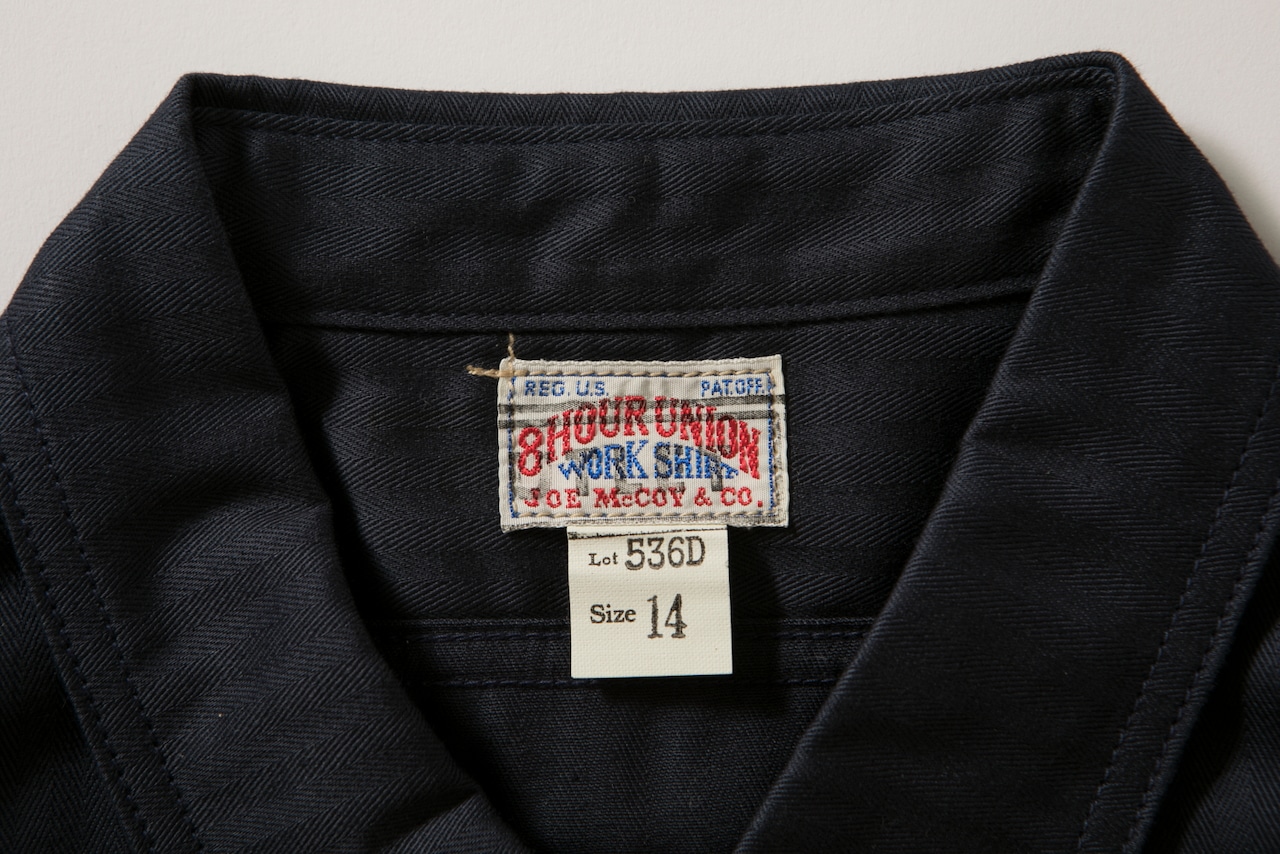 REG. U.S. PAT.OFF.
8 HOUR UNION
WORK SHIRT
JOE McCOY & CO.
Lot 536D
Size 14